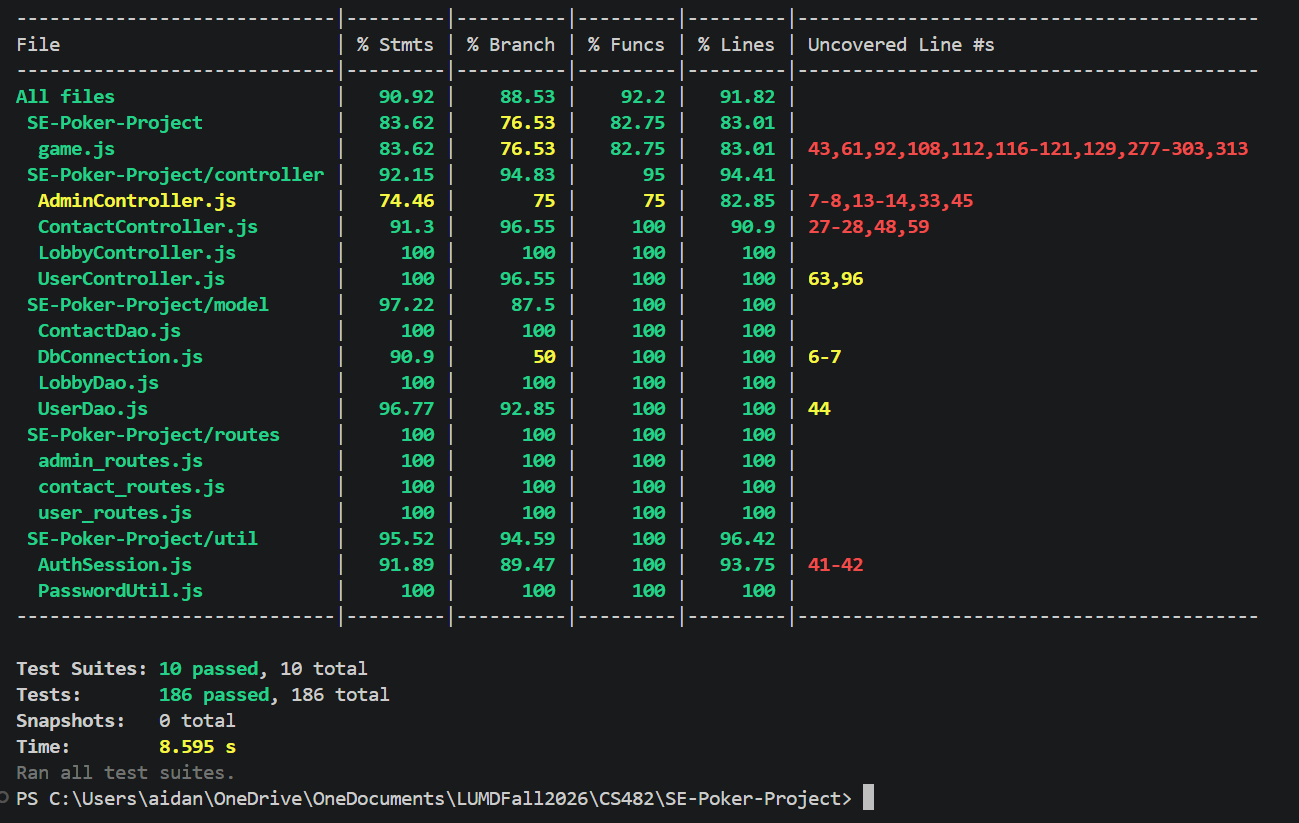 -----------------------------|---------|----------|---------|---------|------------------------------------------
File                         | % Stmts | % Branch | % Funcs | % Lines | Uncovered Line #s
-----------------------------|---------|----------|---------|---------|------------------------------------------
All files                    |   90.92 |    88.53 |    92.2 |   91.82 |
 SE-Poker-Project            |   83.62 |    76.53 |   82.75 |   83.01 |
  game.js                    |   83.62 |    76.53 |   82.75 |   83.01 | 43,61,92,108,112,116-121,129,277-303,313
 SE-Poker-Project/controller |   92.15 |    94.83 |      95 |   94.41 |
  AdminController.js         |   74.46 |       75 |      75 |   82.85 | 7-8,13-14,33,45
  ContactController.js       |    91.3 |    96.55 |     100 |    90.9 | 27-28,48,59
  LobbyController.js         |     100 |      100 |     100 |     100 |
  UserController.js          |     100 |    96.55 |     100 |     100 | 63,96
 SE-Poker-Project/model      |   97.22 |     87.5 |     100 |     100 |
  ContactDao.js              |     100 |      100 |     100 |     100 |
  DbConnection.js            |    90.9 |       50 |     100 |     100 | 6-7
  LobbyDao.js                |     100 |      100 |     100 |     100 |
  UserDao.js                 |   96.77 |    92.85 |     100 |     100 | 44
 SE-Poker-Project/routes     |     100 |      100 |     100 |     100 |
  admin_routes.js            |     100 |      100 |     100 |     100 |
  contact_routes.js          |     100 |      100 |     100 |     100 |
  user_routes.js             |     100 |      100 |     100 |     100 |
 SE-Poker-Project/util       |   95.52 |    94.59 |     100 |   96.42 |
  AuthSession.js             |   91.89 |    89.47 |     100 |   93.75 | 41-42
  PasswordUtil.js            |     100 |      100 |     100 |     100 |
-----------------------------|---------|----------|---------|---------|------------------------------------------
Test Suites: 10 passed, 10 total
Tests:       186 passed, 186 total
Snapshots:   0 total
Time:        8.595 s
Ran all test suites.
PS C:\Users\aidan\OneDrive\OneDocuments\LUMDFall2026\CS482\SE-Poker-Project>